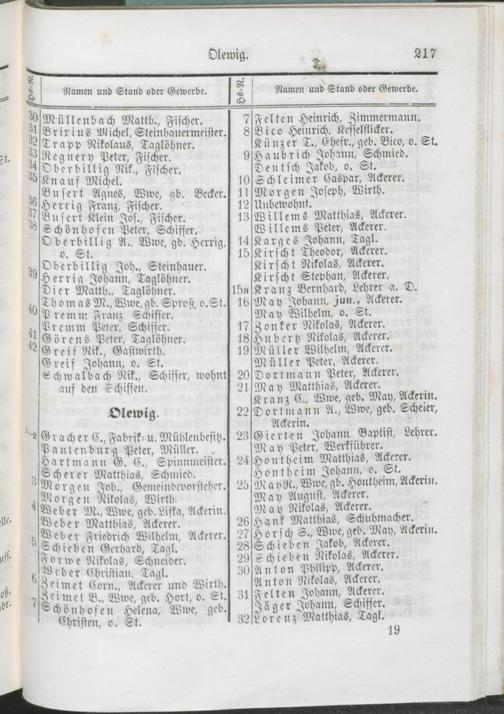 Olewig. 217
Hs.-N. Namen und Stand oder Gewerbe.
30 Müllenbach Matth., Fischer.
31 Brixius Michel, Steinhauermeister.
32 Trapp Nikolaus, Taglöhner.
33 Regnery Peter, Fischer.
34 Oberbillig Nik., Fischer.
35 Knauf Michel.
Busert Agnes, Wwe, gb. Becker.
36 Herrig Franz, Fischer.
37 Busert Klein Jos., Fischer.
38 Schönhofen Peter, Schiffer.
Oberbillig A., Wwe, gb. Herrig,
o. St.
Oberbillig Joh., Steinhauer.
39 Herrig Johann, Taglöhner.
Dier Matth., Taglöhner.
Thomas M., Wwe, gb. Sproß, o. St.
40 Premm Franz, Schiffer.
Premm Peter, Schiffer.
41 Görens Peter, Taglöhner.
42 Greif Nik., Gastwirth.
Greif Johann, o. St.
Schwalbach Nik., Schiffer, wohnt
auf den Schiffen.
Olewig.
1–2 Gracher C., Fabrik- u. Mühlenbesitz.
Pantenburg Peter, Müller.
Hartmann G. C., Spinnmeister.
Scherer Matthias, Schmied.
3 Morgen Joh., Gemeindevorsteher.
Morgen Nikolas, Wirth.
4 Weber M., Wwe, geb. Liska, Ackerin.
Weber Matthias, Ackerer.
Weber Friedrich Wilhelm, Ackerer.
5 Schieben Gerhard, Tagl.
Forwe Nikolas, Schneider.
Weber Christian, Tagl.
6 Zeimet Corn., Ackerer und Wirth.
Zeimet B., Wwe, geb. Hort, o. St.
7 Schönhofen Helena, Wwe, geb.
Christen, o. St.
Hs.-N. Namen und Stand oder Gewerbe.
7 Felten Heinrich, Zimmermann.
8 Bico Heinrich, Kesselflicker.
Künzer T., Ehefr., geb. Bico, o. St.
9 Haubrich Johann, Schmied.
Deutsch Jakob, o. St.
10 Schleimer Caspar, Ackerer.
11 Morgen Joseph, Wirth.
12 Unbewohnt.
13 Willems Matthias, Ackerer.
Willems Peter, Ackerer.
14 Karges Johann, Tagl.
15 Kirscht Theodor, Ackerer.
Kirscht Nikolas, Ackerer.
Kirscht Stephan, Ackerer.
15a Kranz Bernhard, Lehrer a. D.
16 May Johann, jun., Ackerer.
May Wilhelm, o. St.
17 Zonker Nikolas, Ackerer.
18 Hubertz Nikolas, Ackerer.
19 Müller Wilhelm, Ackerer.
Müller Peter, Ackerer.
20 Dortmann Peter, Ackerer.
21 May Matthias, Ackerer.
Kranz C., Wwe, geb. May, Ackerin.
22 Dortmann A., Wwe, geb. Scheier,
Ackerin.
23 Gierten Johann Baptist, Lehrer.
May Peter, Werkführer.
24 Hontheim Matthias, Ackerer.
Hontheim Johann, o. St.
25 May K., Wwe, gb. Hontheim, Ackerin.
May August, Ackerer.
May Nikolas, Ackerer.
26 Hank Matthias, Schuhmacher.
27 Horsch S., Wwe, geb. May, Ackerin.
28 Schieben Jakob, Ackerer.
29 Schieben Nikolas, Ackerer.
30 Anton Philipp, Ackerer.
Anton Nikolas, Ackerer.
31 Felten Johann, Ackerer.
Jäger Johann, Schiffer.
32 Lorenz Matthias, Tagl.
19